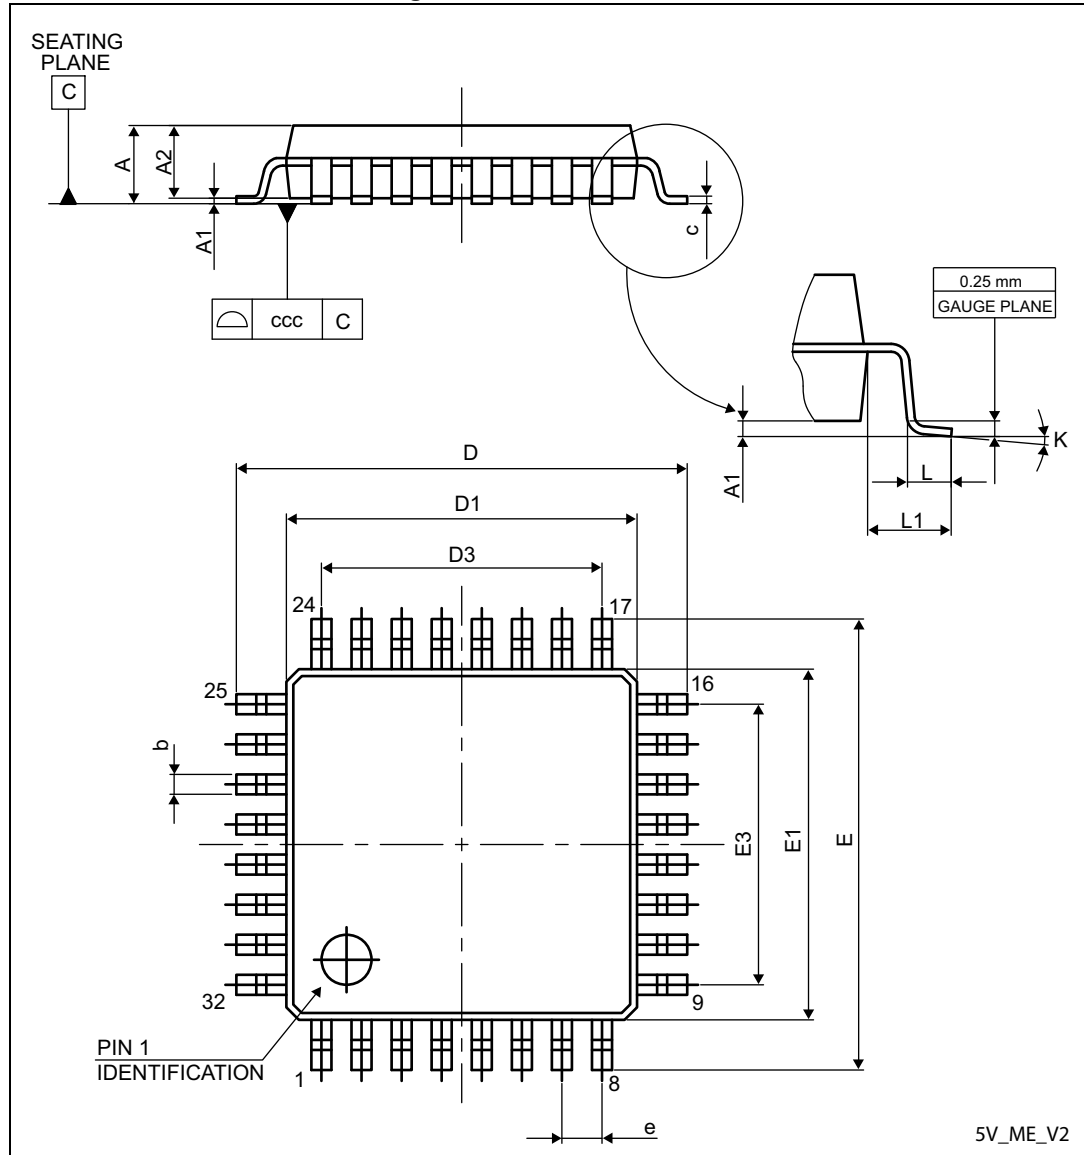 SEATING
PLANE
C
A
A2
A1
c
ccc
C
0.25 mm
GAUGE PLANE
K
A1
L
L1
D
D1
D3
24
17
25
16
b
E3
E1
E
32
9
PIN 1
IDENTIFICATION
1
8
e
5V_ME_V2